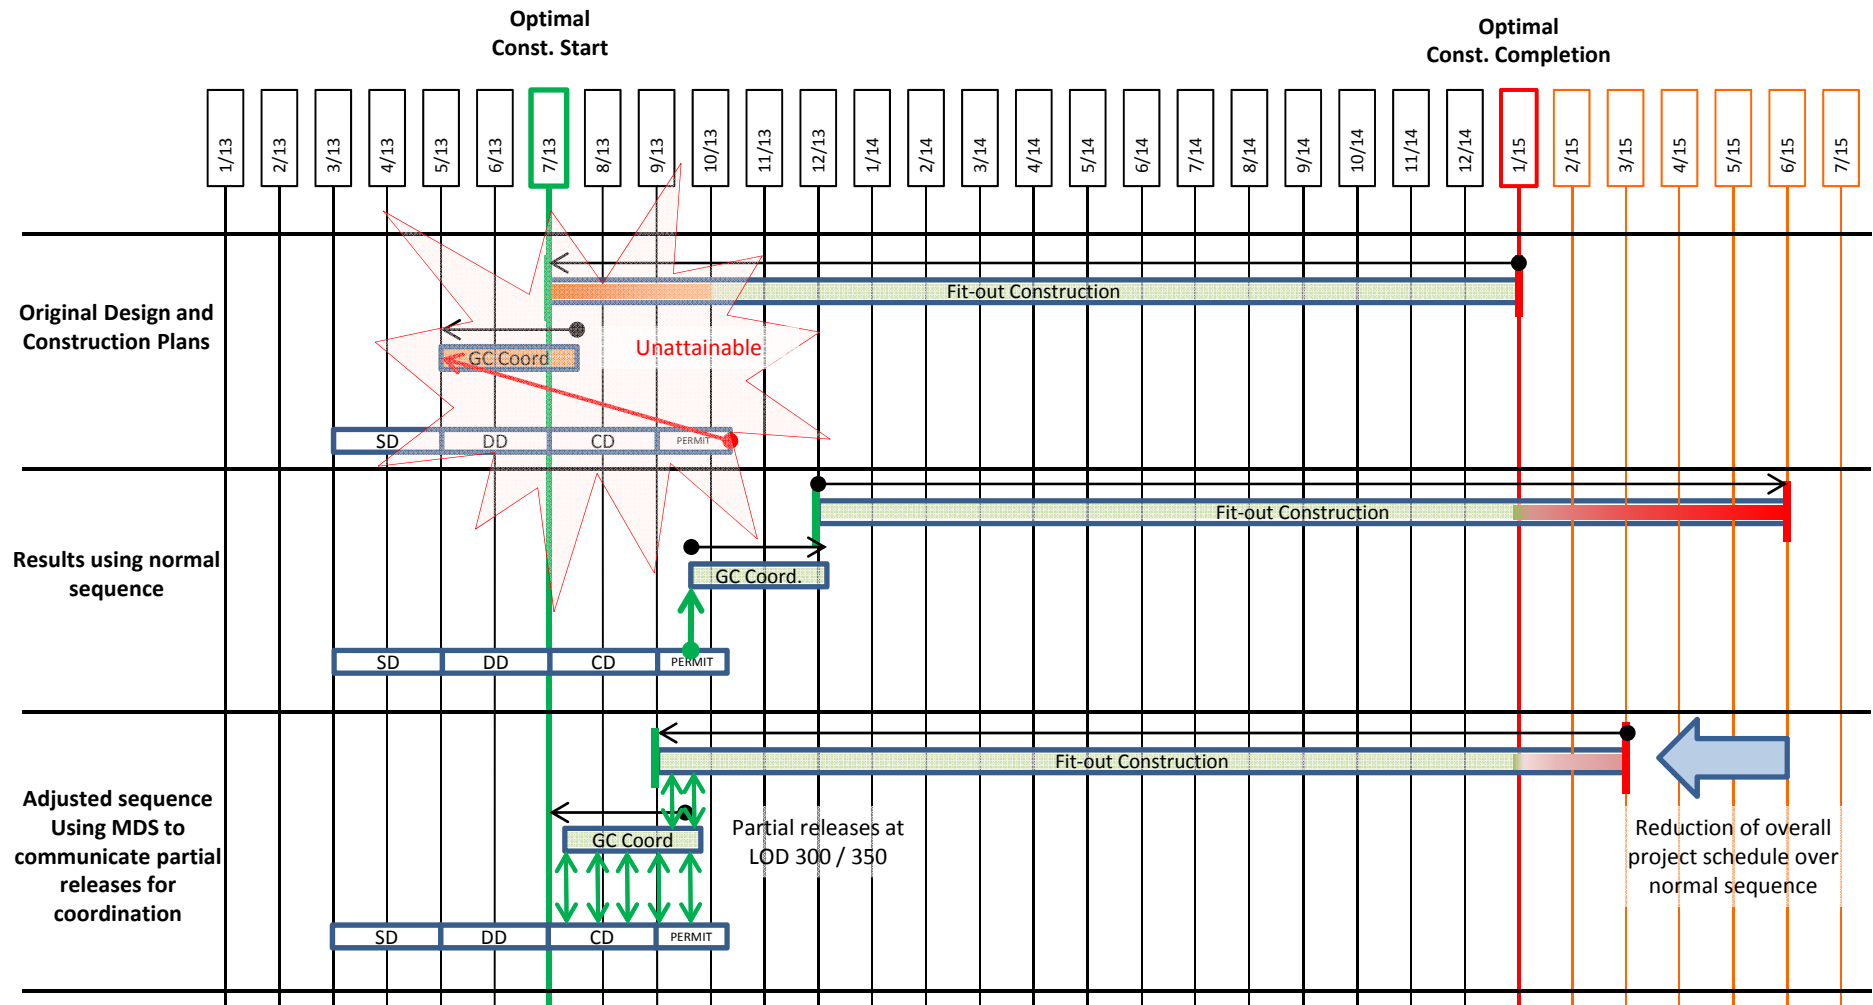 Optimal
Const. Start
Optimal
Const. Completion
1/13
2/13
3/13
4/13
5/13
6/13
7/13
8/13
9/13
10/13
11/13
12/13
1/14
2/14
3/14
4/14
5/14
6/14
7/14
8/14
9/14
10/14
11/14
12/14
1/15
2/15
3/15
4/15
5/15
6/15
7/15
Original Design and
Construction Plans
Fit-out Construction
Unattainable
GC Coord
SD
DD
CD
PERMIT
Results using normal
sequence
Fit-out Construction
GC Coord.
SD
DD
CD
PERMIT
Adjusted sequence
Using MDS to
communicate partial
releases for
coordination
Fit-out Construction
GC Coord
Partial releases at
LOD 300 / 350
Reduction of overall
project schedule over
normal sequence
SD
DD
CD
PERMIT